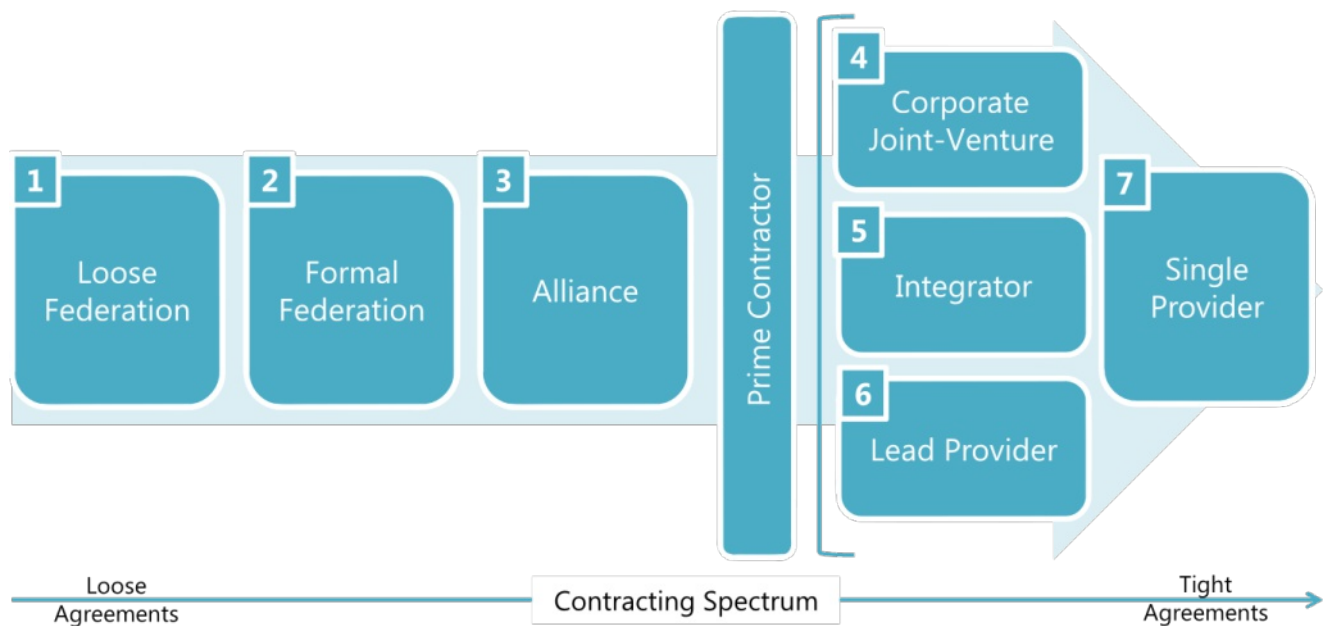 1
Loose
Federation
2
Formal
Federation
3
Alliance
Prime Contractor
4
Corporate
Joint-Venture
5
Integrator
6
Lead Provider
7
Single
Provider
Loose
Agreements
Contracting Spectrum
Tight
Agreements